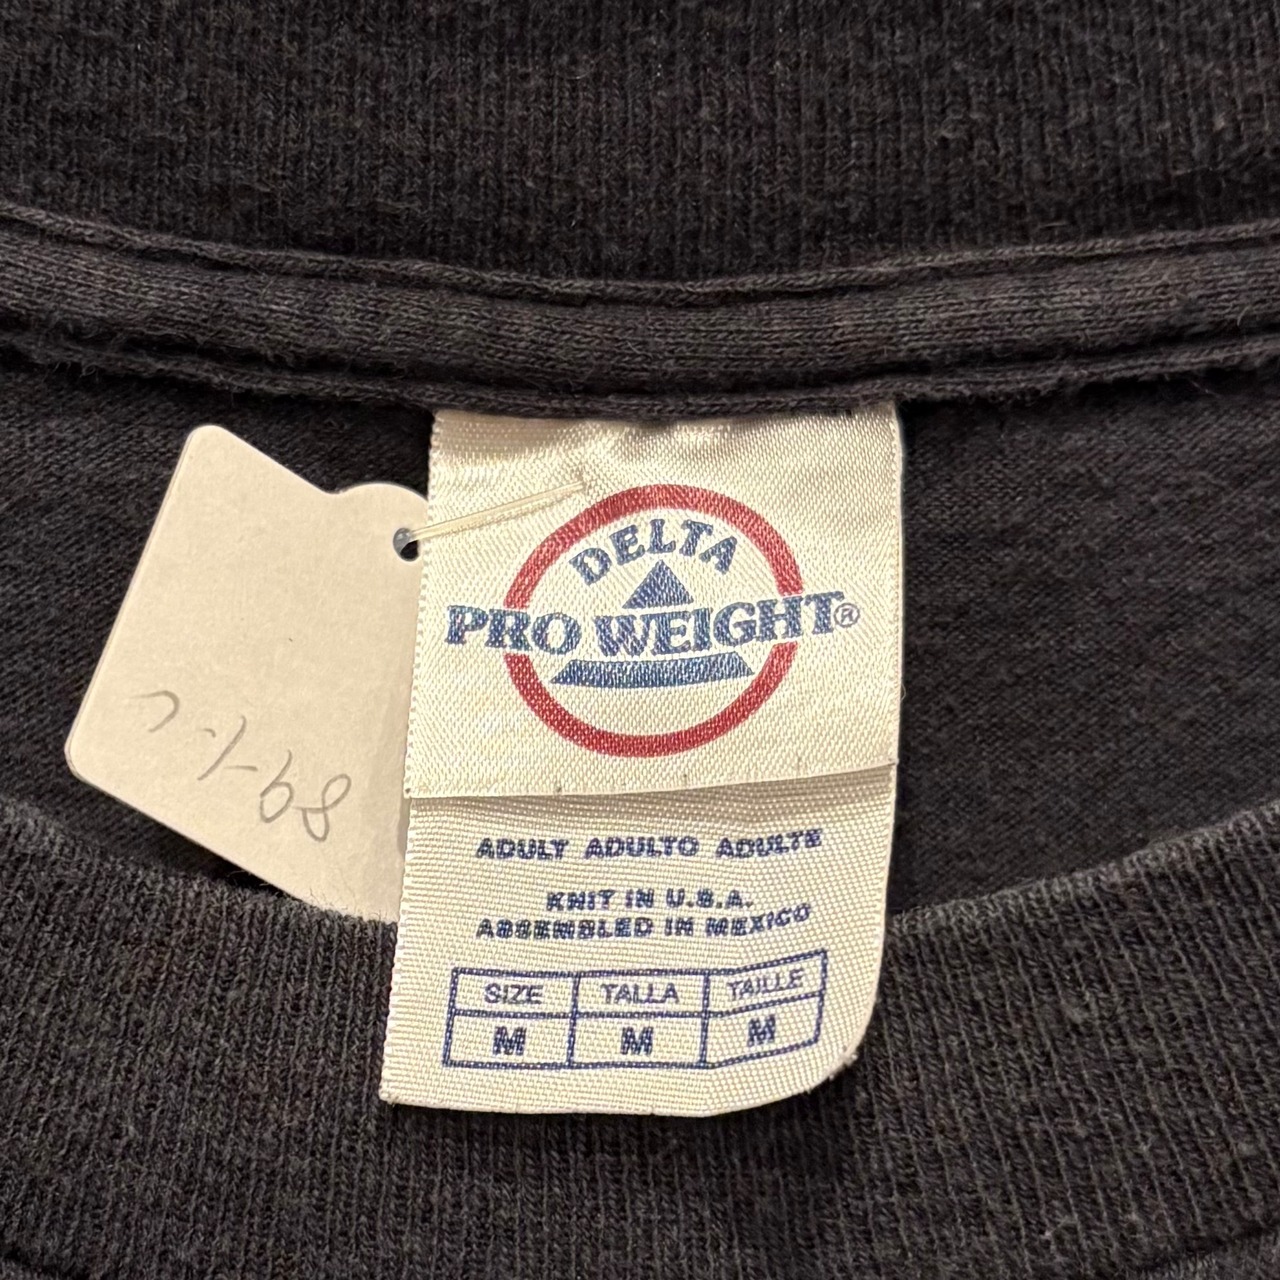 DELTA
PRO WEIGHT®
ADULT ADULTO ADULTE
KNIT IN U.S.A.
ASSEMBLED IN MEXICO
SIZE TALLA TAILLE
M M M